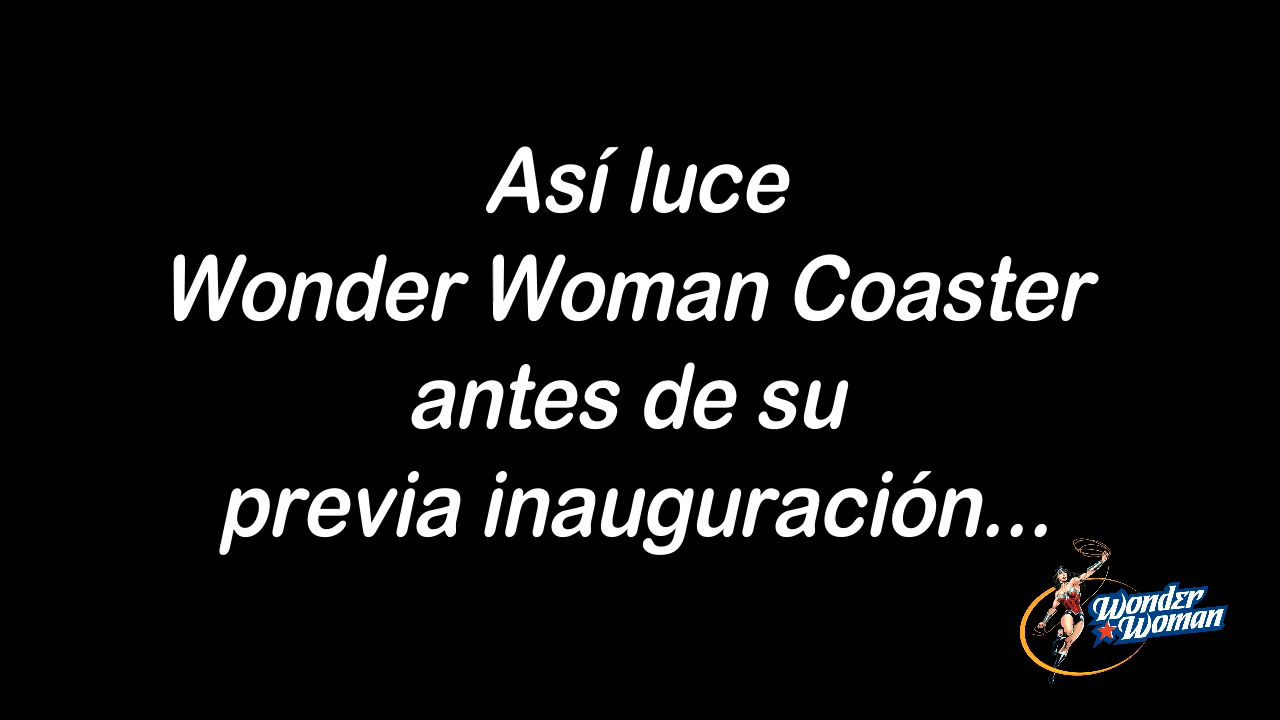 Así luce
Wonder Woman Coaster
antes de su
previa inauguración...
Wonder
Woman